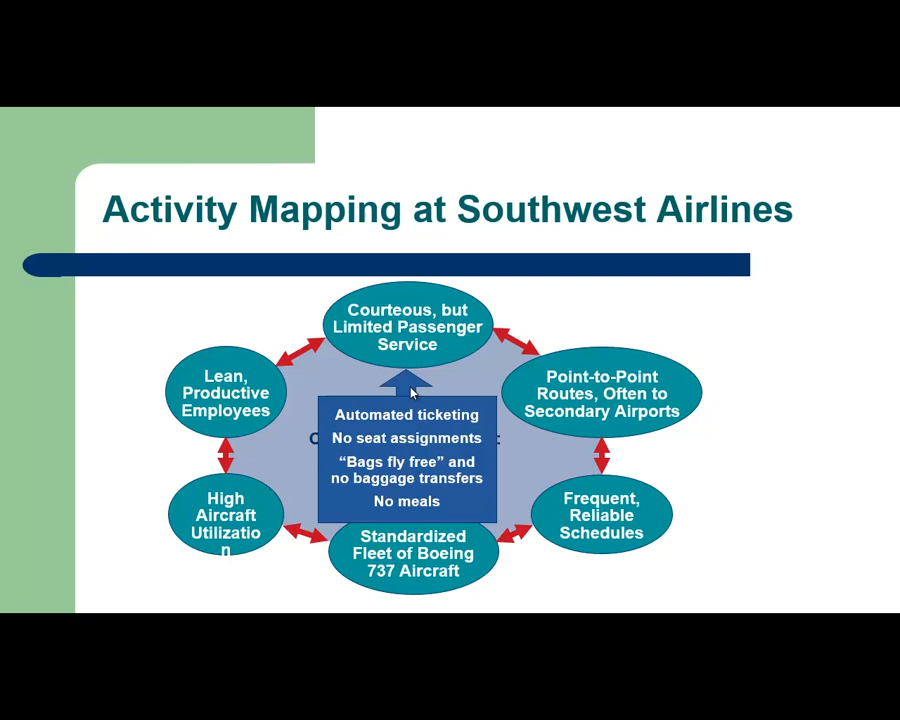 Activity Mapping at Southwest Airlines
Courteous, but
Limited Passenger
Service
Lean,
Productive
Employees
Point-to-Point
Routes, Often to
Secondary Airports
Automated ticketing
No seat assignments
“Bags fly free” and
no baggage transfers
No meals
High
Aircraft
Utilizatio
n
Frequent,
Reliable
Schedules
Standardized
Fleet of Boeing
737 Aircraft